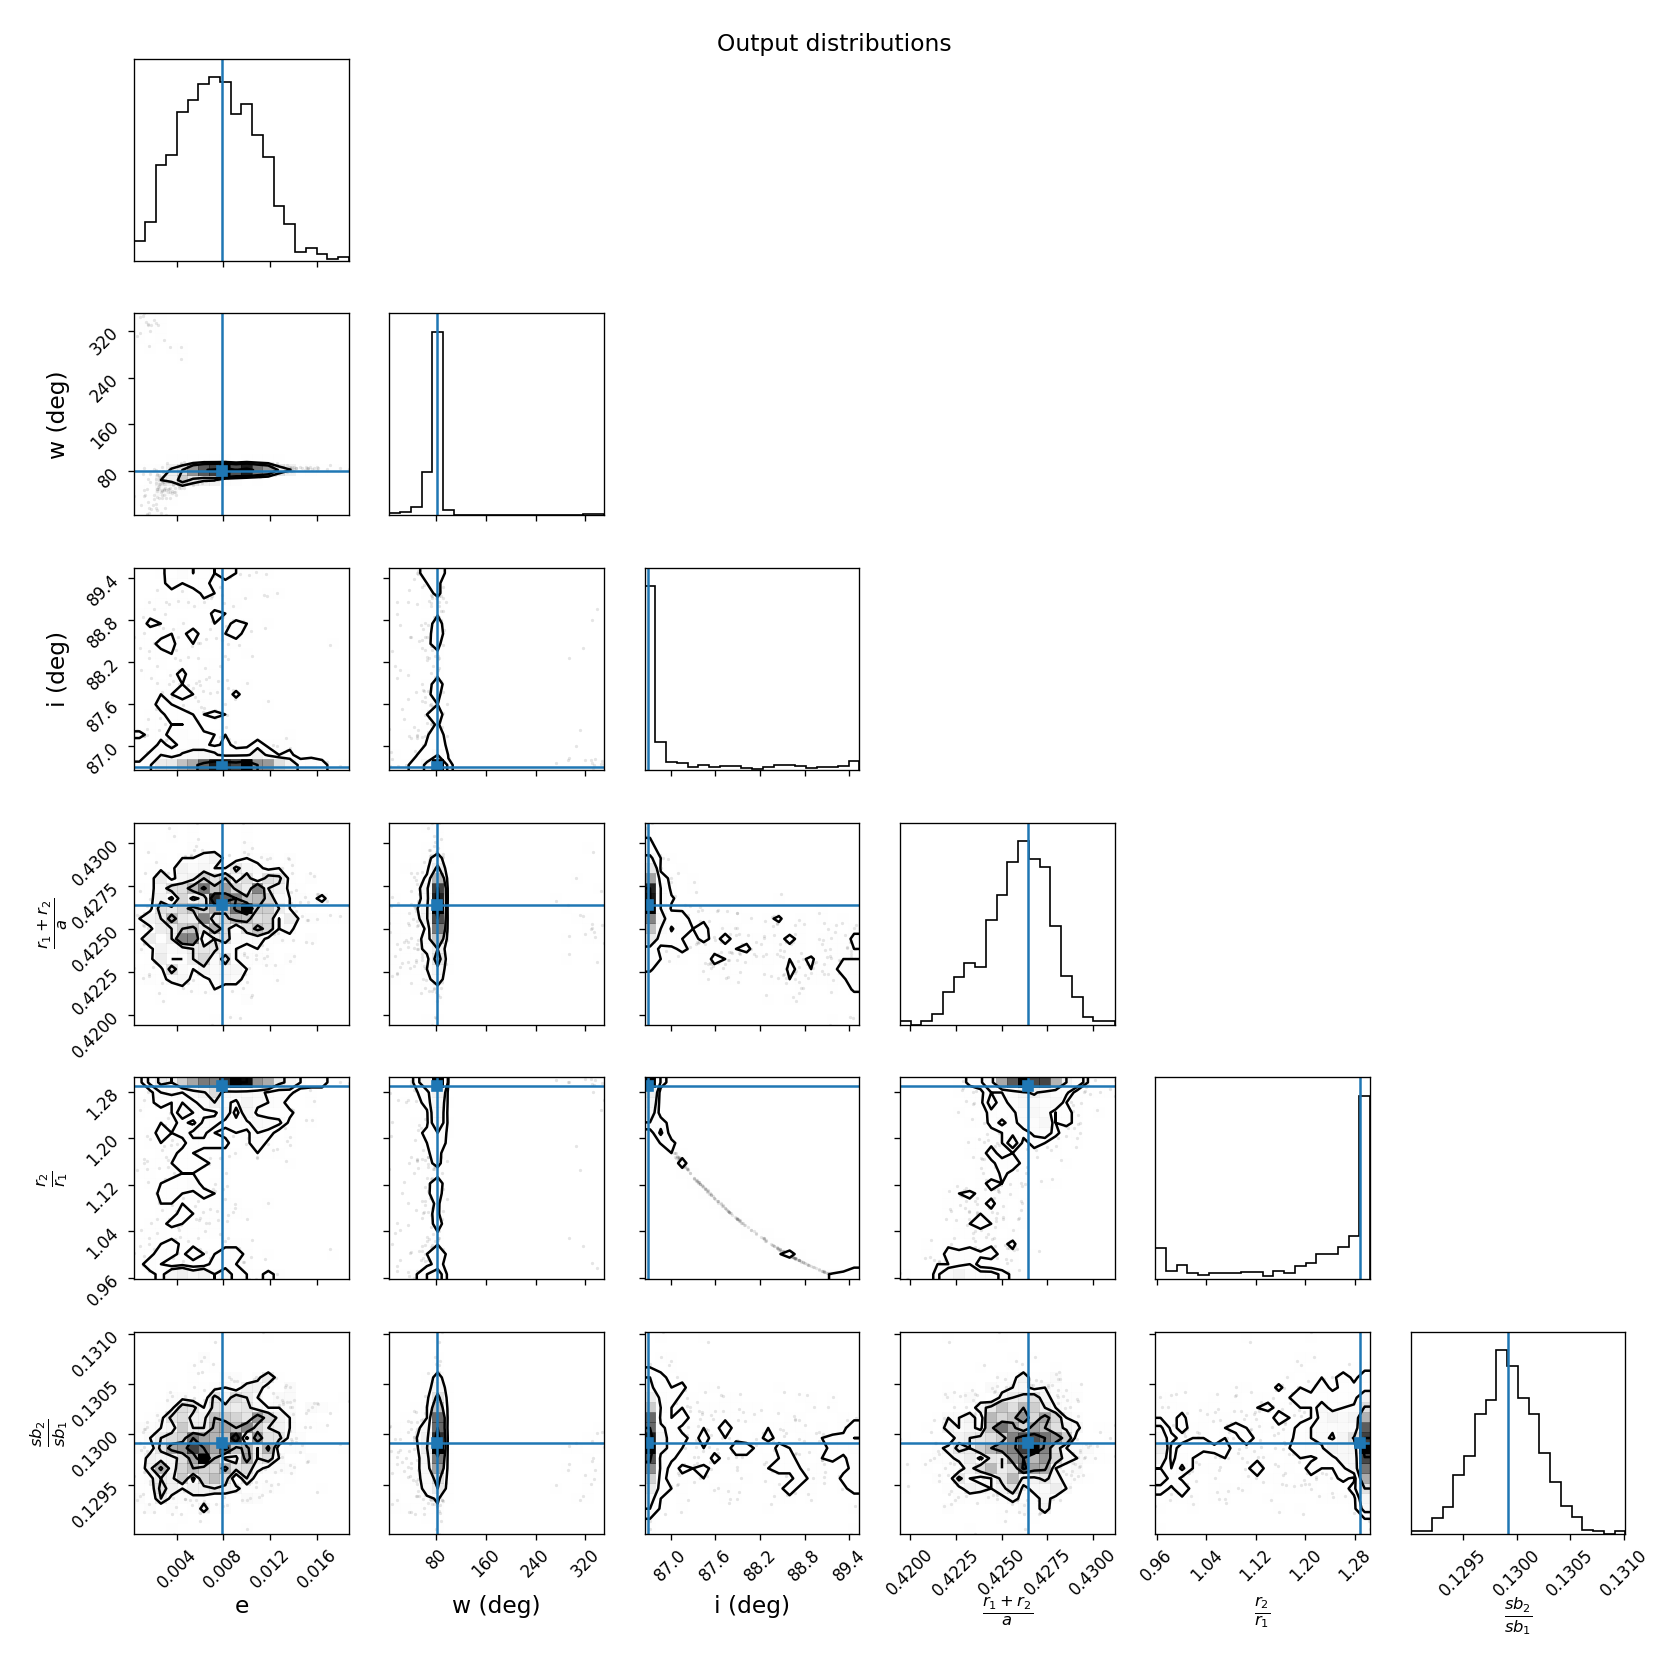 Output distributions
320
240
160
80
w (deg)
89.4
88.8
88.2
87.6
87.0
i (deg)
0.4300
0.4275
0.4250
0.4225
0.4200
r₁ + r₂
a
1.28
1.20
1.12
1.04
0.96
r₂
r₁
0.1310
0.1305
0.1300
0.1295
sb₂
sb₁
0.004 0.008 0.012 0.016
80 160 240 320
87.0 87.6 88.2 88.8 89.4
0.4200 0.4225 0.4250 0.4275 0.4300
0.96 1.04 1.12 1.20 1.28
0.1295 0.1300 0.1305 0.1310
e
w (deg)
i (deg)
r₁ + r₂
a
r₂
r₁
sb₂
sb₁